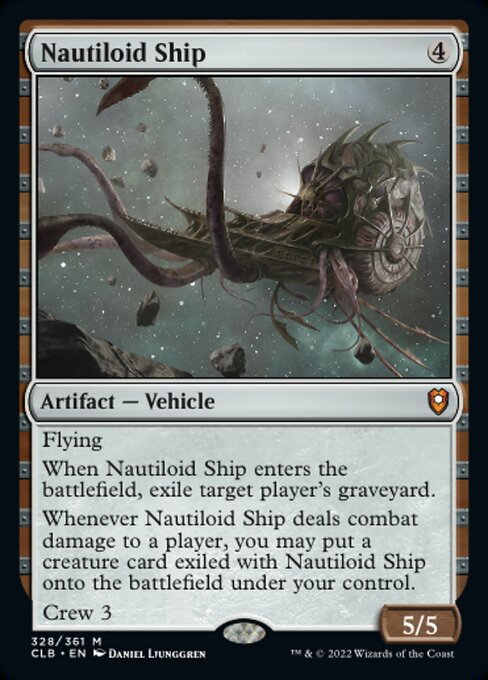 Nautiloid Ship 4
Artifact — Vehicle
Flying
When Nautiloid Ship enters the
battlefield, exile target player's graveyard.
Whenever Nautiloid Ship deals combat
damage to a player, you may put a
creature card exiled with Nautiloid Ship
onto the battlefield under your control.
Crew 3
5/5
328/361 M
CLB • EN Daniel Ljunggren
™ & © 2022 Wizards of the Coast